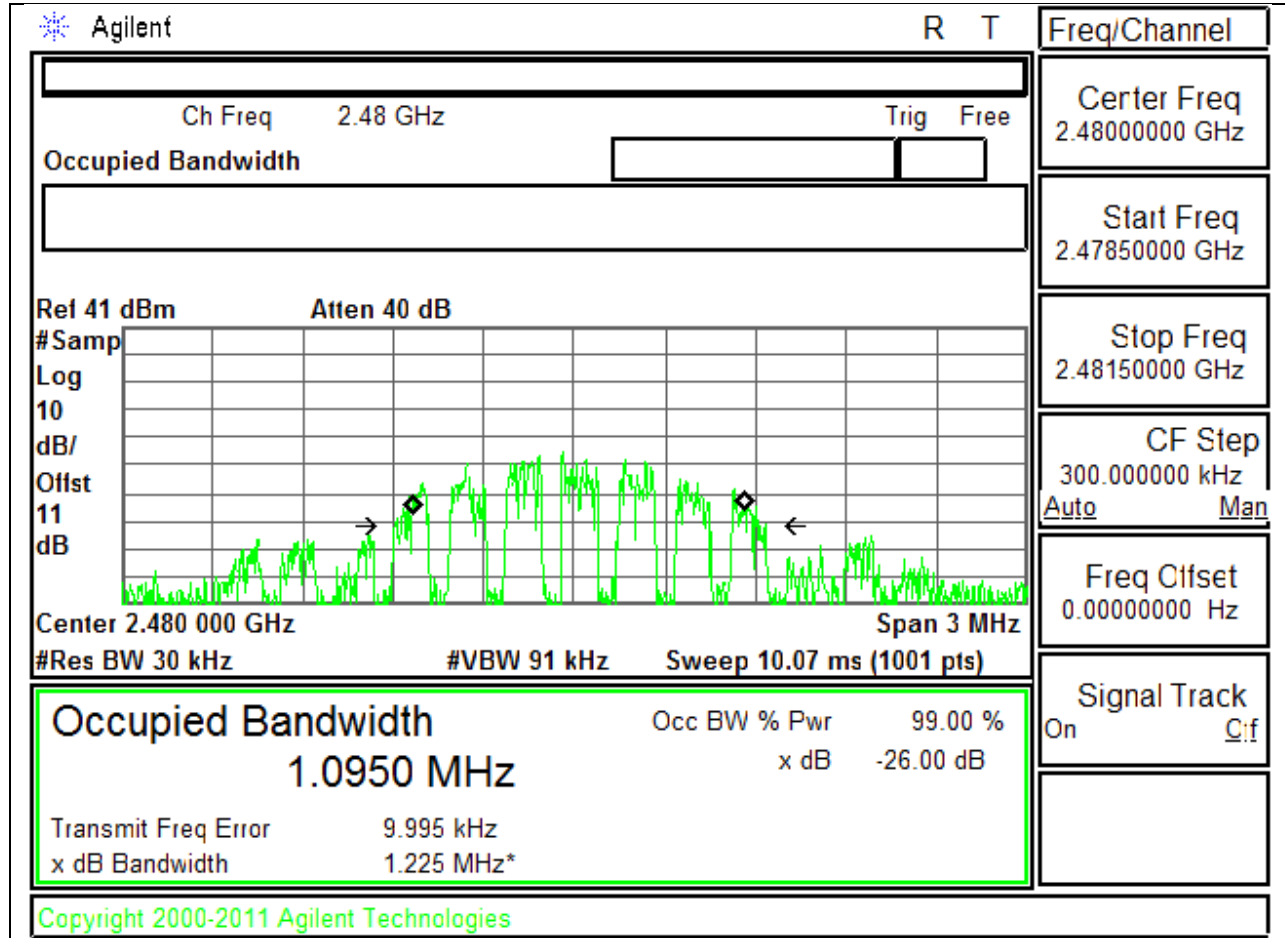 Agilent R T Freq/Channel
Ch Freq 2.48 GHz Trig Free
Occupied Bandwidth
Center Freq
2.48000000 GHz
Start Freq
2.47850000 GHz
Stop Freq
2.48150000 GHz
CF Step
300.000000 kHz
Auto Man
Freq Offset
0.00000000 Hz
Signal Track
On Off
Ref 41 dBm Atten 40 dB
#Samp
Log
10
dB/
Offst
11
dB
Center 2.480 000 GHz Span 3 MHz
#Res BW 30 kHz #VBW 91 kHz Sweep 10.07 ms (1001 pts)
Occupied Bandwidth Occ BW % Pwr 99.00 %
1.0950 MHz x dB -26.00 dB
Transmit Freq Error 9.995 kHz
x dB Bandwidth 1.225 MHz*
Copyright 2000-2011 Agilent Technologies